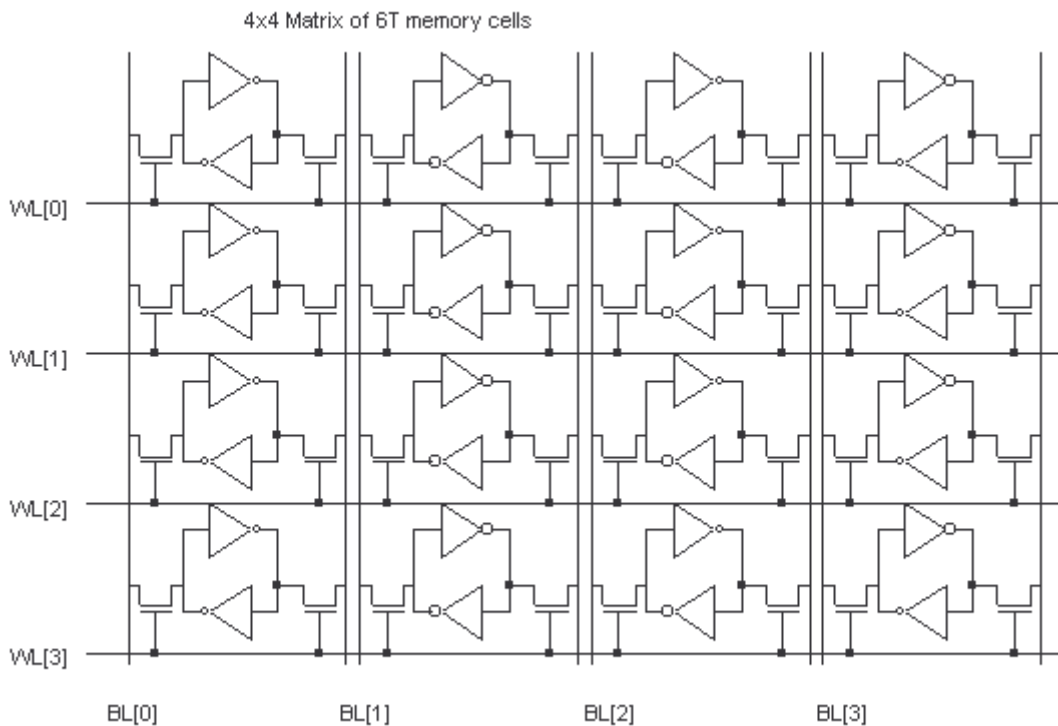 4x4 Matrix of 6T memory cells
WL[0]
WL[1]
WL[2]
WL[3]
BL[0] BL[1] BL[2] BL[3]